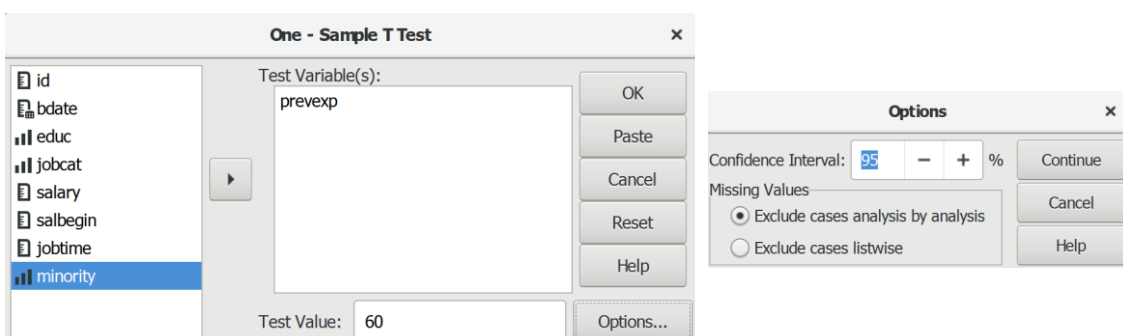 One - Sample T Test ×
id
bdate
educ
jobcat
salary
salbegin
jobtime
minority
Test Variable(s):
prevexp
OK
Paste
Cancel
Reset
Help
Test Value: 60
Options...
Options ×
Confidence Interval: 95 − + %
Missing Values
Exclude cases analysis by analysis
Exclude cases listwise
Continue
Cancel
Help